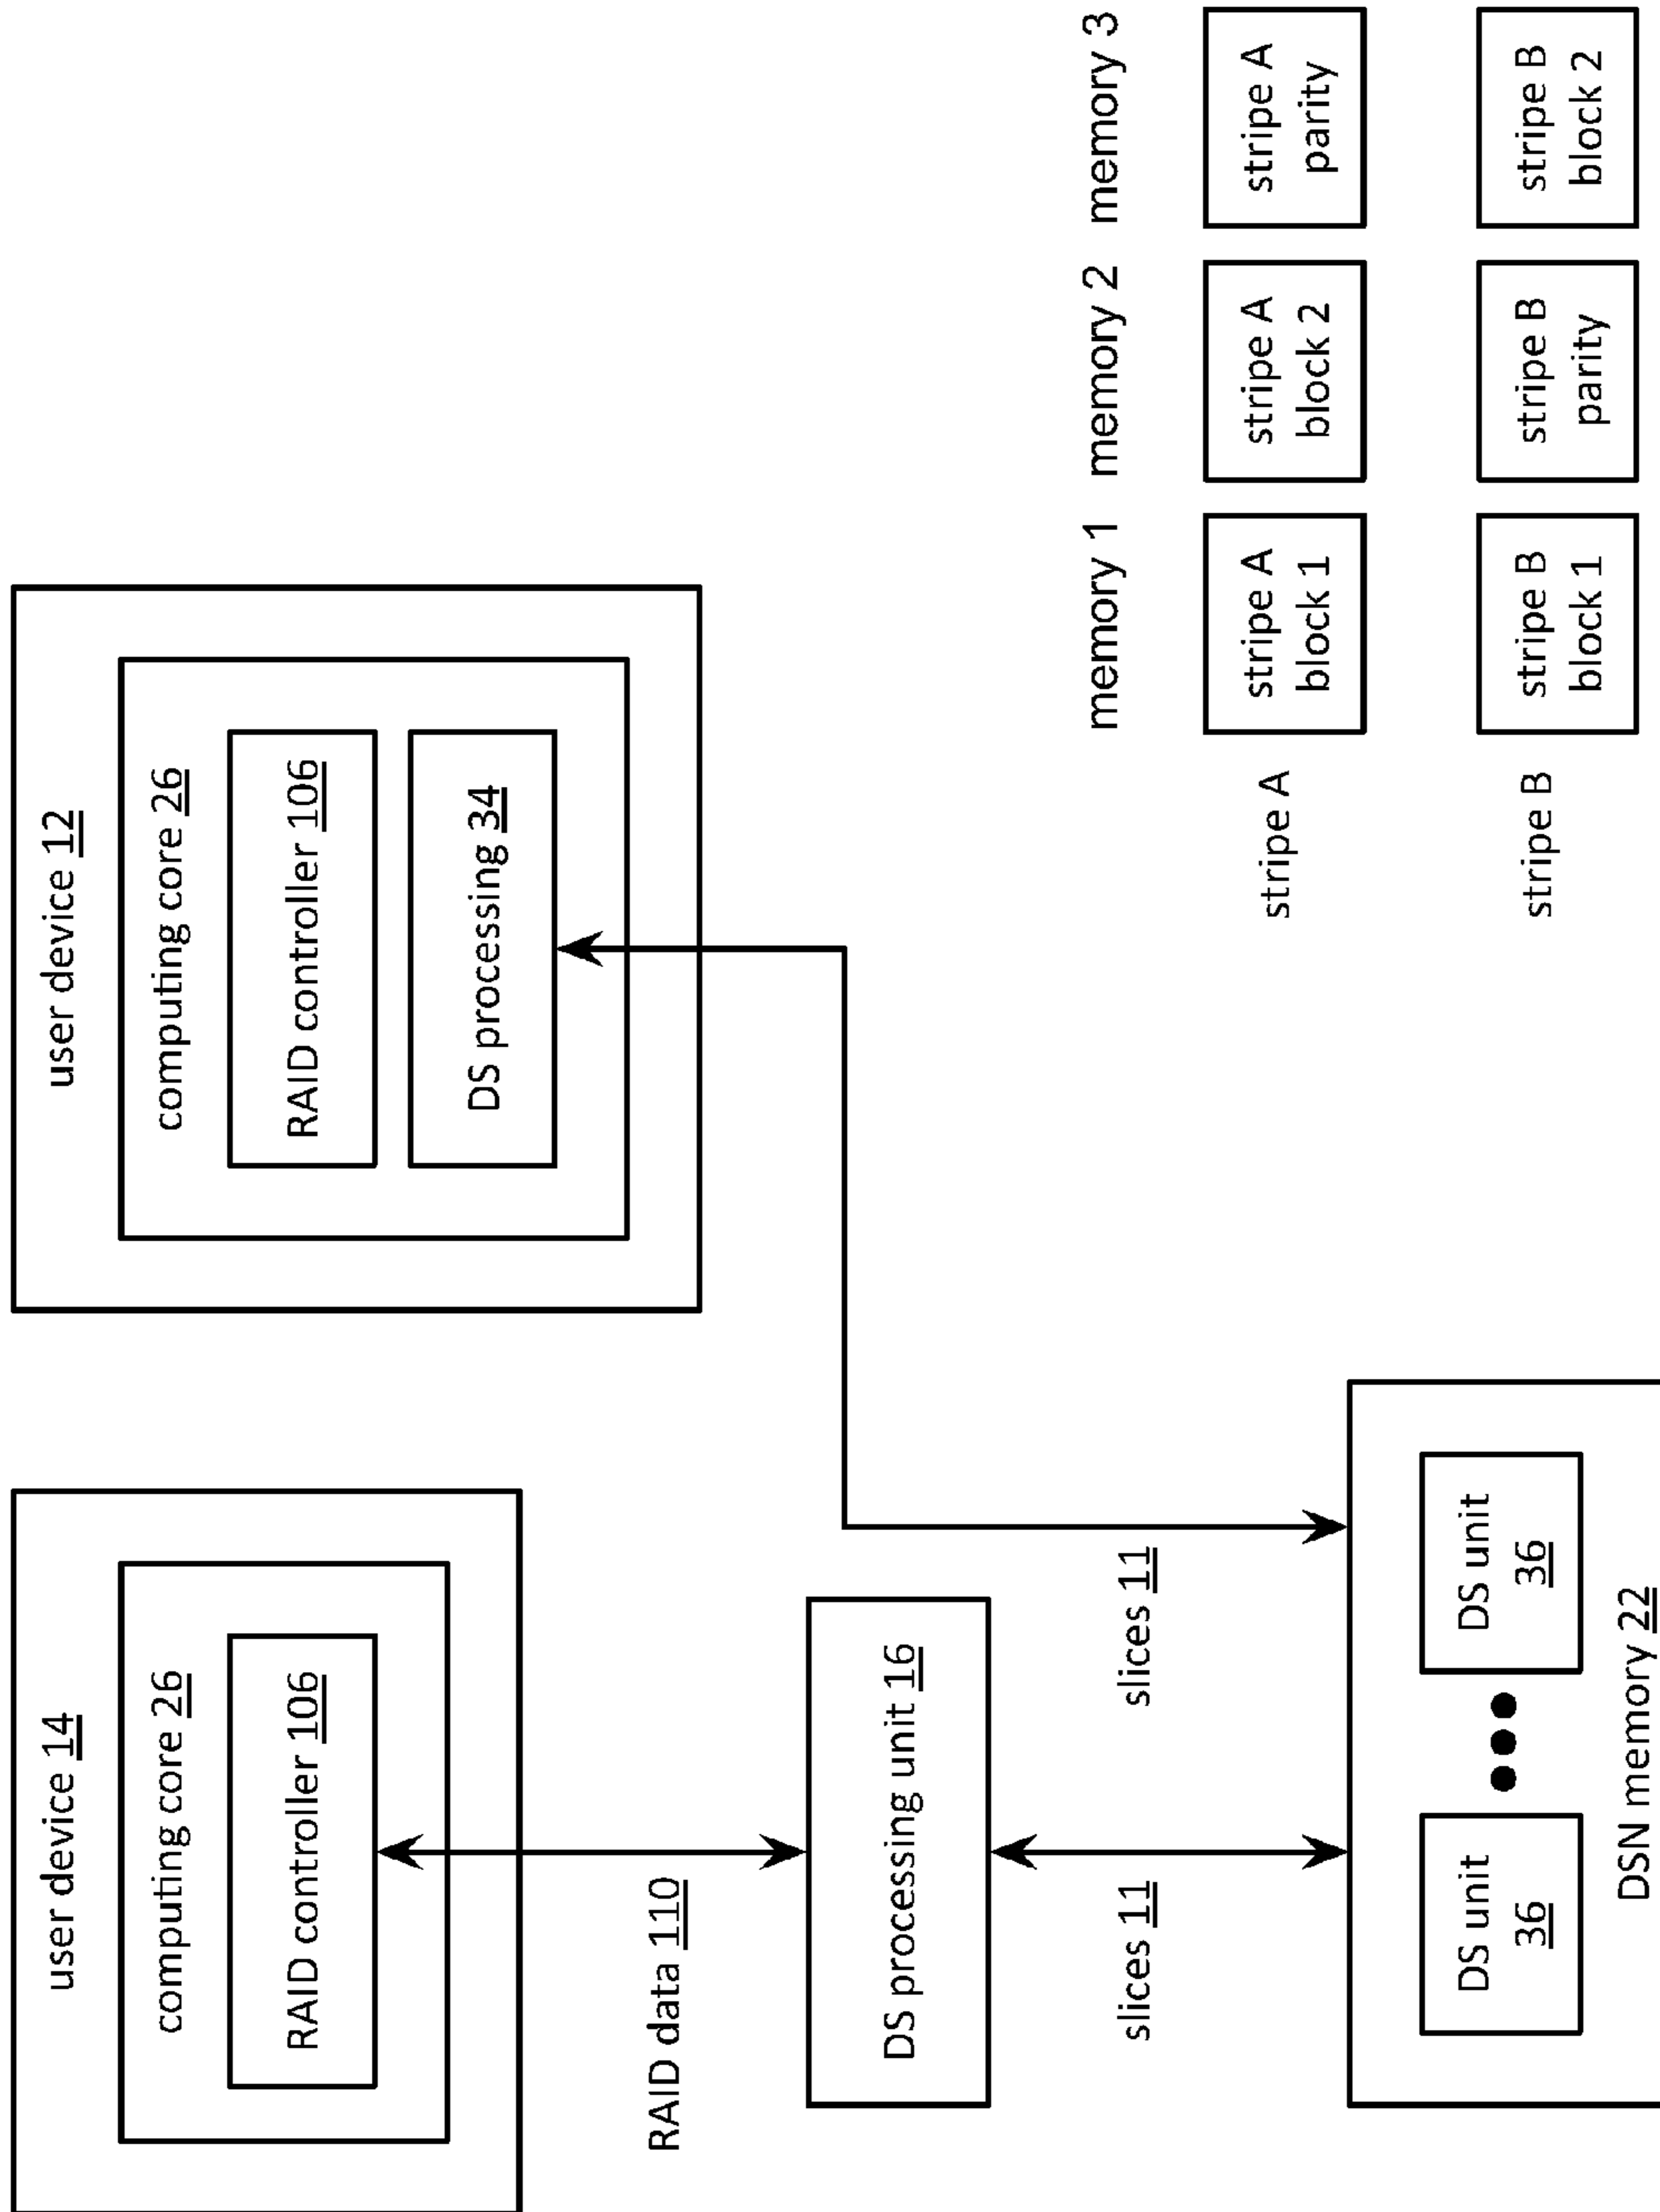 user device 14
computing core 26
RAID controller 106
RAID data 110
DS processing unit 16
slices 11
slices 11
DS unit
36
DS unit
36
DSN memory 22
user device 12
computing core 26
RAID controller 106
DS processing 34
memory 1 memory 2 memory 3
stripe A
stripe A
block 1
stripe A
block 2
stripe A
parity
stripe B
stripe B
block 1
stripe B
parity
stripe B
block 2